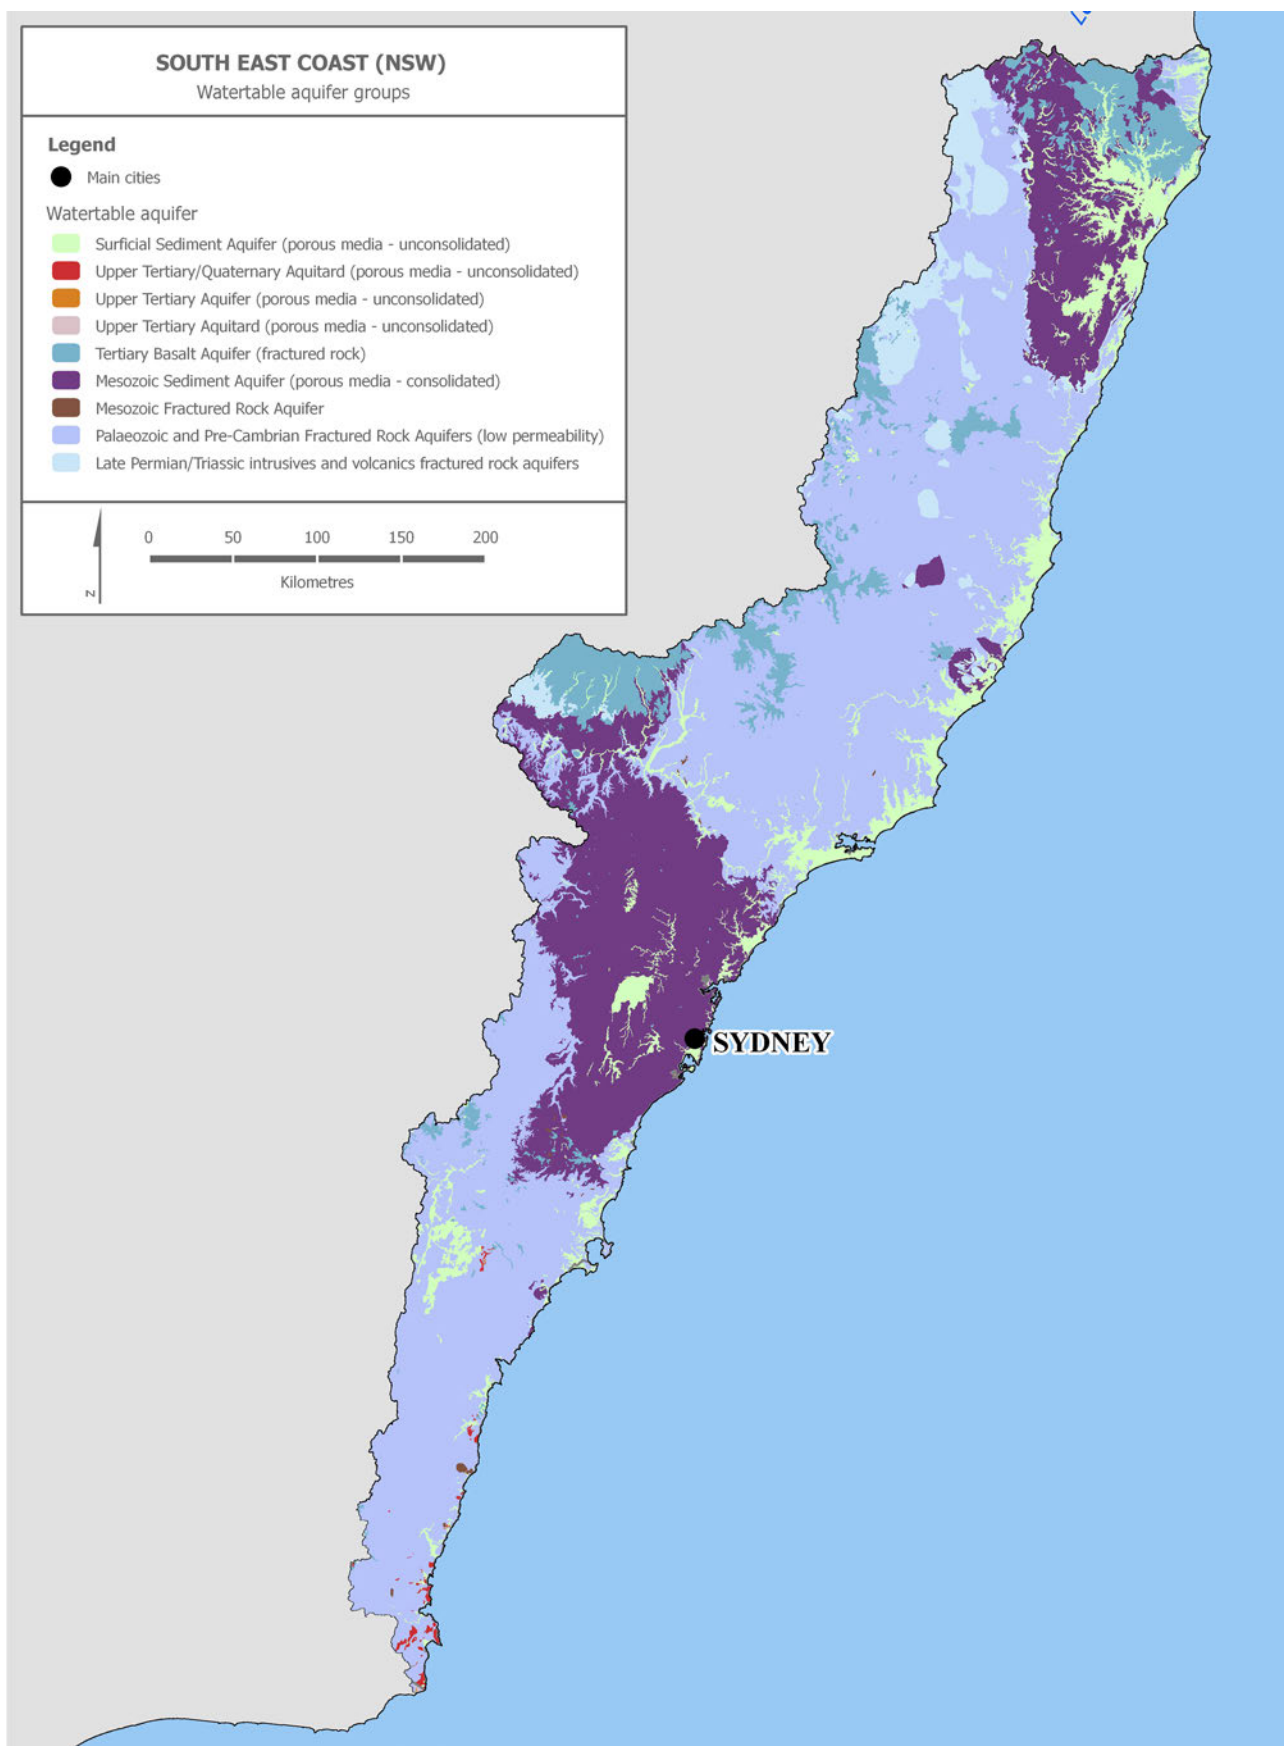 SOUTH EAST COAST (NSW)
Watertable aquifer groups
Legend
Main cities
Watertable aquifer
Surficial Sediment Aquifer (porous media - unconsolidated)
Upper Tertiary/Quaternary Aquitard (porous media - unconsolidated)
Upper Tertiary Aquifer (porous media - unconsolidated)
Upper Tertiary Aquitard (porous media - unconsolidated)
Tertiary Basalt Aquifer (fractured rock)
Mesozoic Sediment Aquifer (porous media - consolidated)
Mesozoic Fractured Rock Aquifer
Palaeozoic and Pre-Cambrian Fractured Rock Aquifers (low permeability)
Late Permian/Triassic intrusives and volcanics fractured rock aquifers
0 50 100 150 200
Kilometres
N
SYDNEY